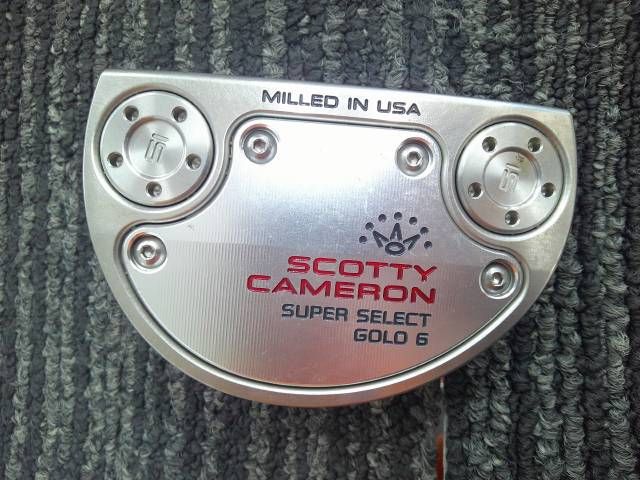 MILLED IN USA
SCOTTY
CAMERON
SUPER SELECT
GOLO 6